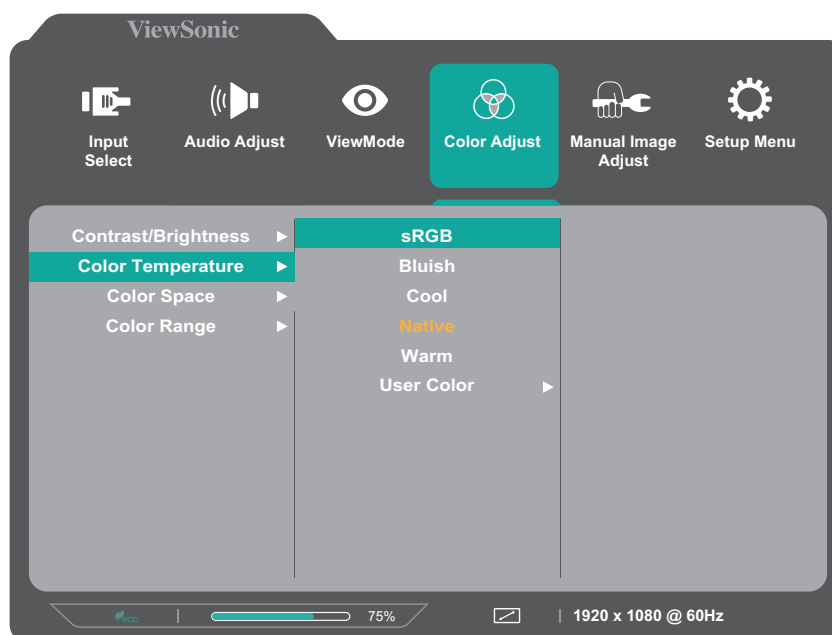 ViewSonic
Input Select
Audio Adjust
ViewMode
Color Adjust
Manual Image Adjust
Setup Menu
Contrast/Brightness
Color Temperature
Color Space
Color Range
sRGB
Bluish
Cool
Native
Warm
User Color
eco
75%
1920 x 1080 @ 60Hz